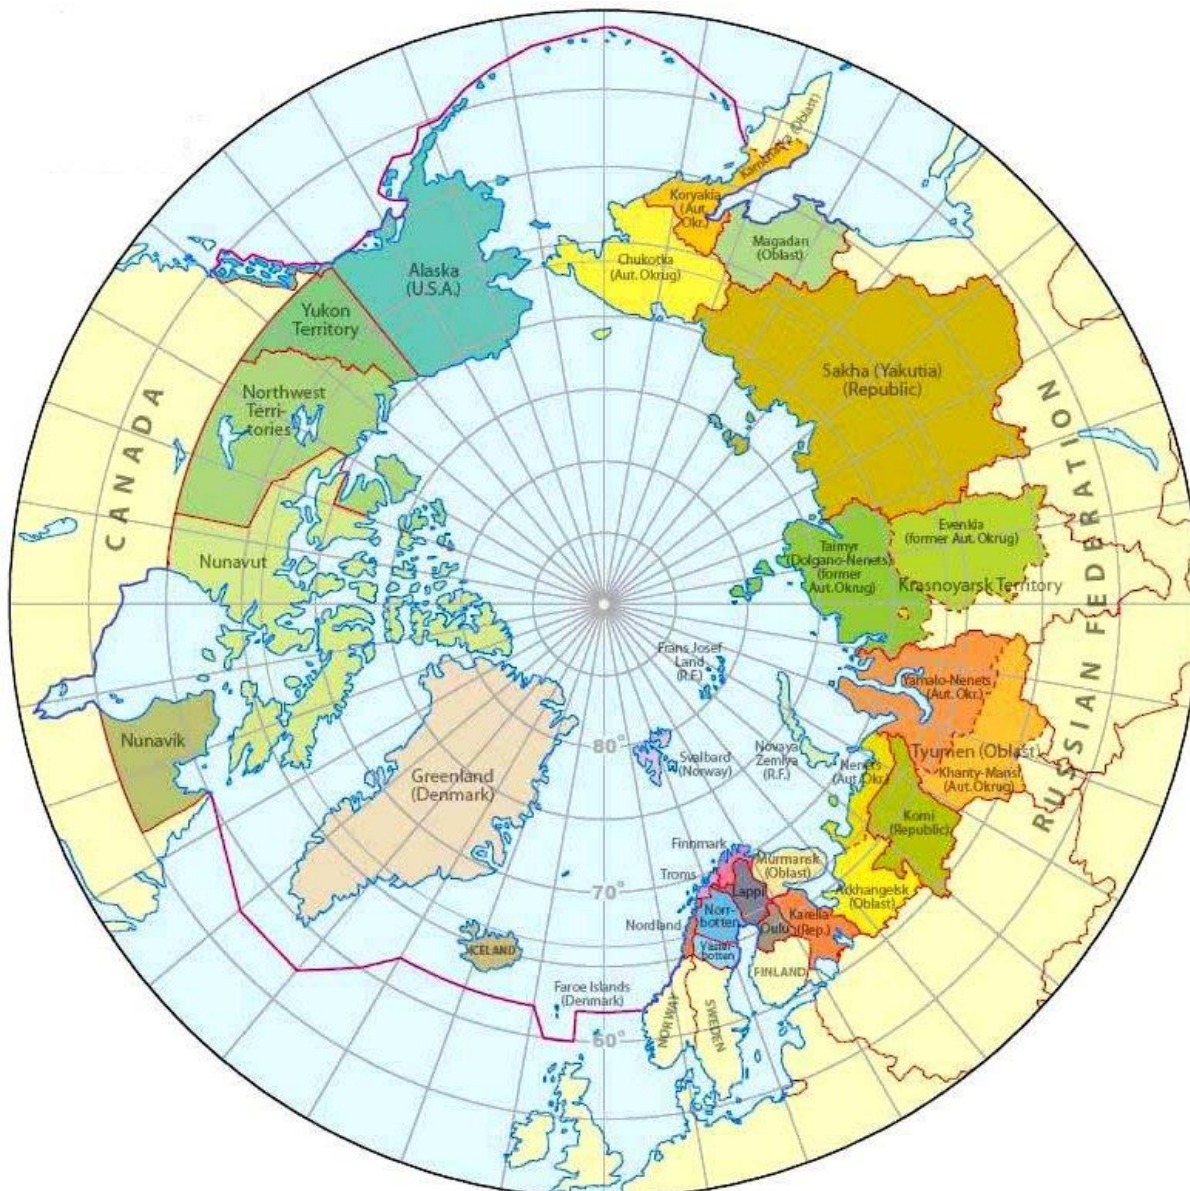 Kamchatka (Oblast)
Koryakia
(Aut.
Okr.)
Magadan
(Oblast)
Chukotka
(Aut. Okrug)
Alaska
(U.S.A.)
Yukon
Territory
Northwest
Terri-
tories
CANADA
Nunavut
Nunavik
Sakha (Yakutia)
(Republic)
RUSSIAN FEDERATION
Evenkia
(former Aut. Okrug)
Taimyr
(Dolgano-Nenets)
(former
Aut. Okrug)
Krasnoyarsk Territory
Frans Josef
Land
(R.F.)
Yamalo-Nenets
(Aut. Okr.)
Tyumen (Oblast)
Khanty-Mansi
(Aut. Okrug)
Novaya
Zemlya
(R.F.)
Nenets
(Aut. Okr.)
Svalbard
(Norway)
80°
Greenland
(Denmark)
Komi
(Republic)
Finnmark
Murmansk
(Oblast)
Troms
Lappi
70°
Arkhangelsk
(Oblast)
Nordland
Norr-
botten
Karelia
(Rep.)
Oulu
Väster-
botten
ICELAND
FINLAND
Faroe Islands
(Denmark)
NORWAY
SWEDEN
60°